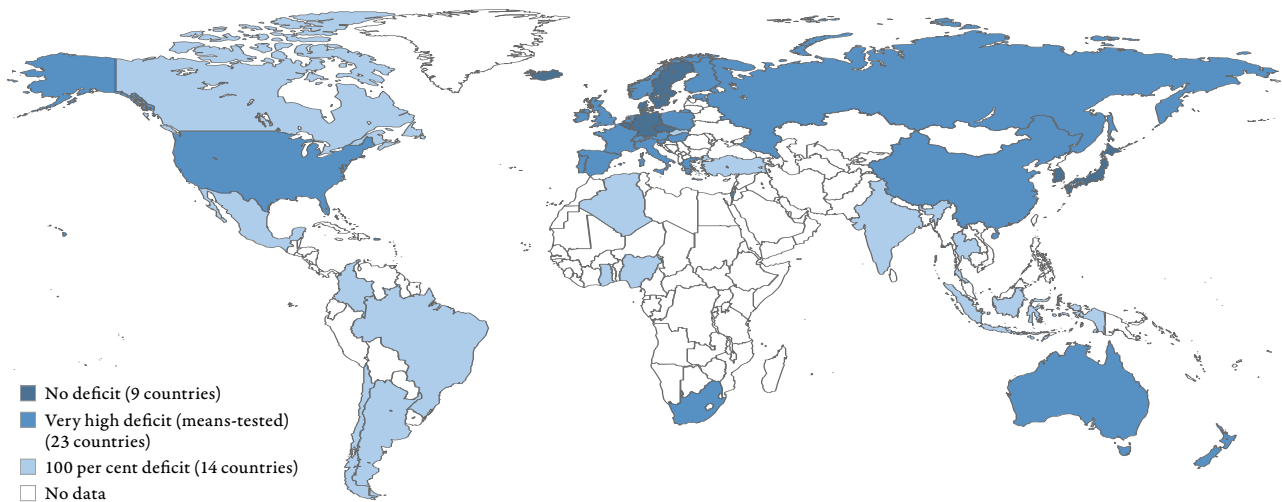 No deficit (9 countries)
Very high deficit (means-tested)
(23 countries)
100 per cent deficit (14 countries)
No data